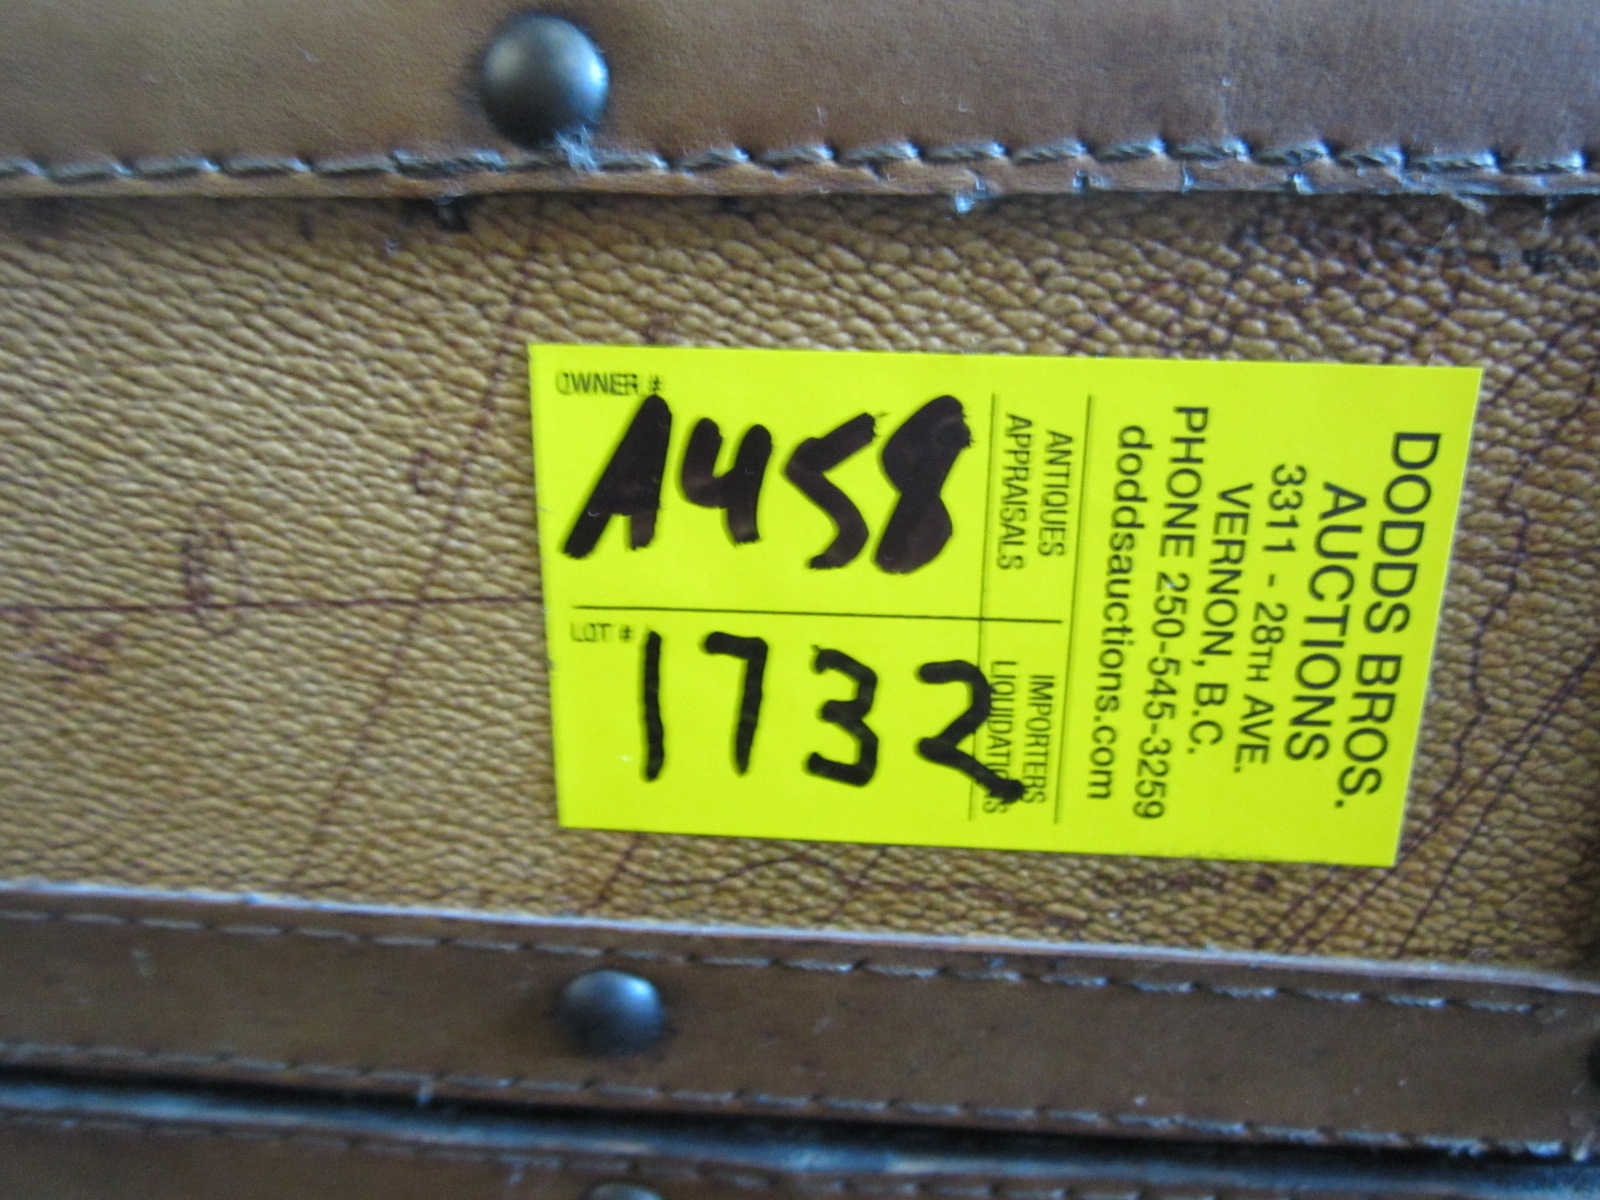 DODDS BROS.
AUCTIONS
3311 - 28TH AVE.
VERNON, B.C.
PHONE 250-545-3259
doddsauctions.com
ANTIQUES
APPRAISALS
IMPORTERS
LIQUIDATIONS
OWNER #
A458
LOT #
1732